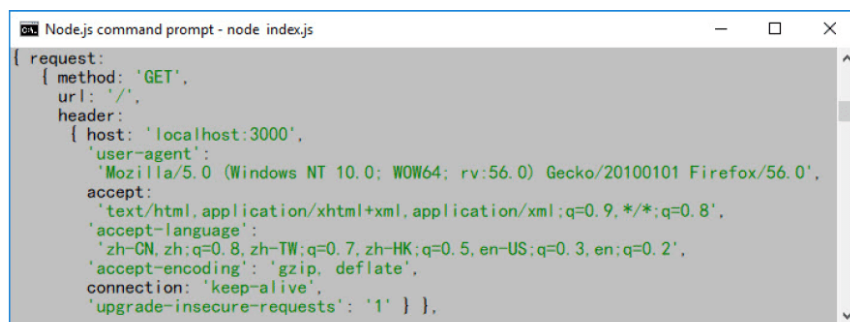 Node.js command prompt - node  index.js
{ request:
   { method: 'GET',
     url: '/',
     header:
      { host: 'localhost:3000',
        'user-agent':
         'Mozilla/5.0 (Windows NT 10.0; WOW64; rv:56.0) Gecko/20100101 Firefox/56.0',
        accept:
         'text/html,application/xhtml+xml,application/xml;q=0.9,*/*;q=0.8',
        'accept-language':
         'zh-CN,zh;q=0.8,zh-TW;q=0.7,zh-HK;q=0.5,en-US;q=0.3,en;q=0.2',
        'accept-encoding': 'gzip, deflate',
        connection: 'keep-alive',
        'upgrade-insecure-requests': '1' } },